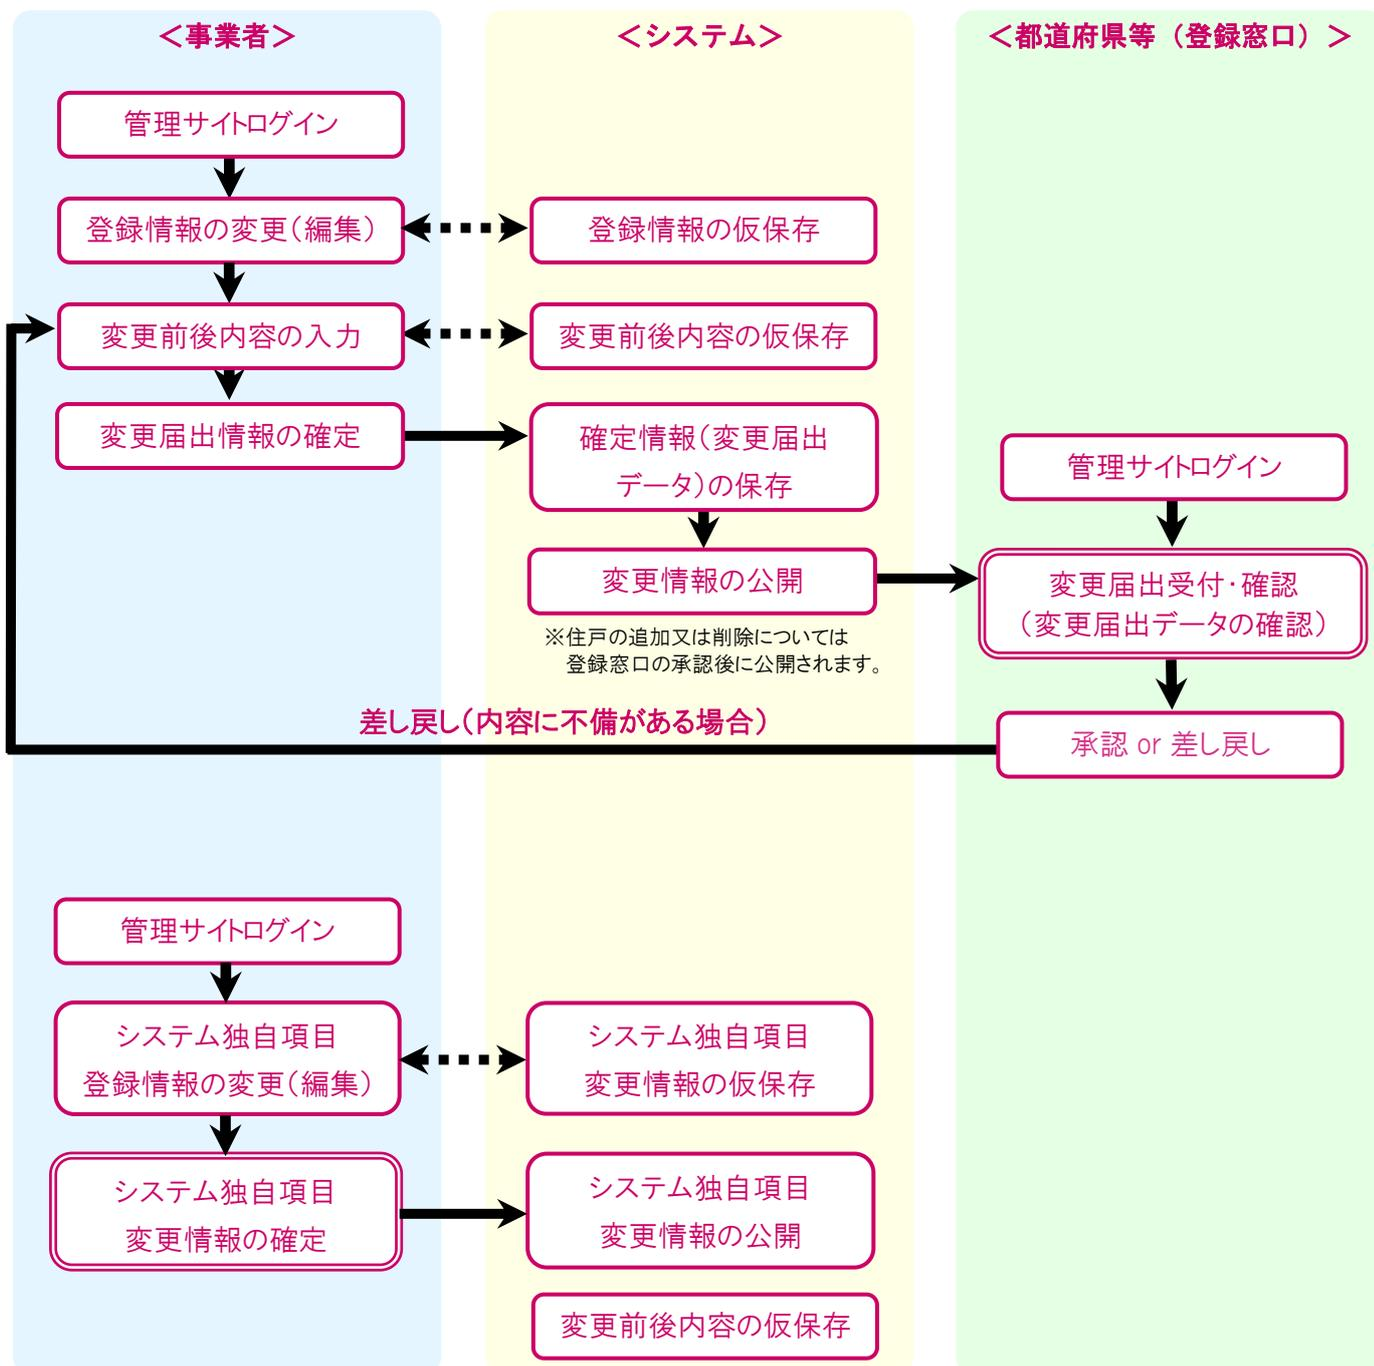 ＜事業者＞
＜システム＞
＜都道府県等（登録窓口）＞
管理サイトログイン
登録情報の変更（編集）
登録情報の仮保存
変更前後内容の入力
変更前後内容の仮保存
変更届出情報の確定
確定情報（変更届出
データ）の保存
管理サイトログイン
変更情報の公開
※住戸の追加又は削除については
登録窓口の承認後に公開されます。
変更届出受付・確認
（変更届出データの確認）
差し戻し（内容に不備がある場合）
承認 or 差し戻し
管理サイトログイン
システム独自項目
登録情報の変更（編集）
システム独自項目
変更情報の仮保存
システム独自項目
変更情報の確定
システム独自項目
変更情報の公開
変更前後内容の仮保存